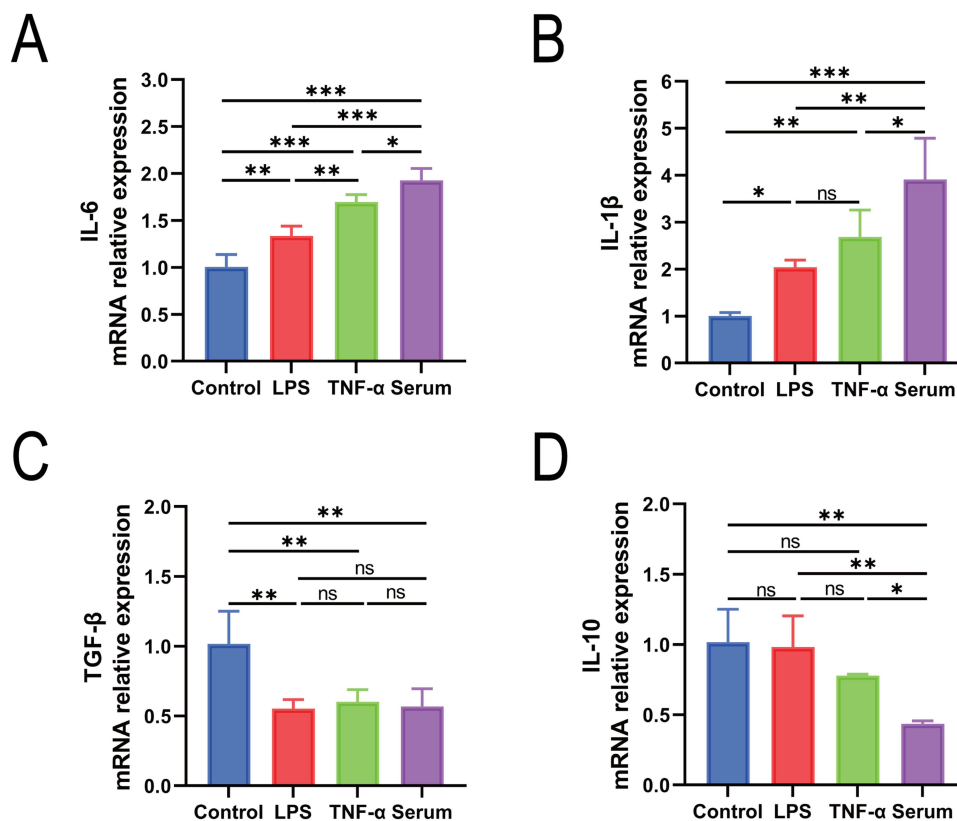 A
IL-6
mRNA relative expression
3.0
2.5
2.0
1.5
1.0
0.5
0.0
***
***
***
*
**
**
Control LPS TNF-α Serum
B
IL-1β
mRNA relative expression
6
5
4
3
2
1
0
***
**
**
*
*
ns
Control LPS TNF-α Serum
C
TGF-β
mRNA relative expression
2.0
1.5
1.0
0.5
0.0
**
**
ns
**
ns
ns
Control LPS TNF-α Serum
D
IL-10
mRNA relative expression
2.0
1.5
1.0
0.5
0.0
**
ns
**
ns
ns
*
Control LPS TNF-α Serum